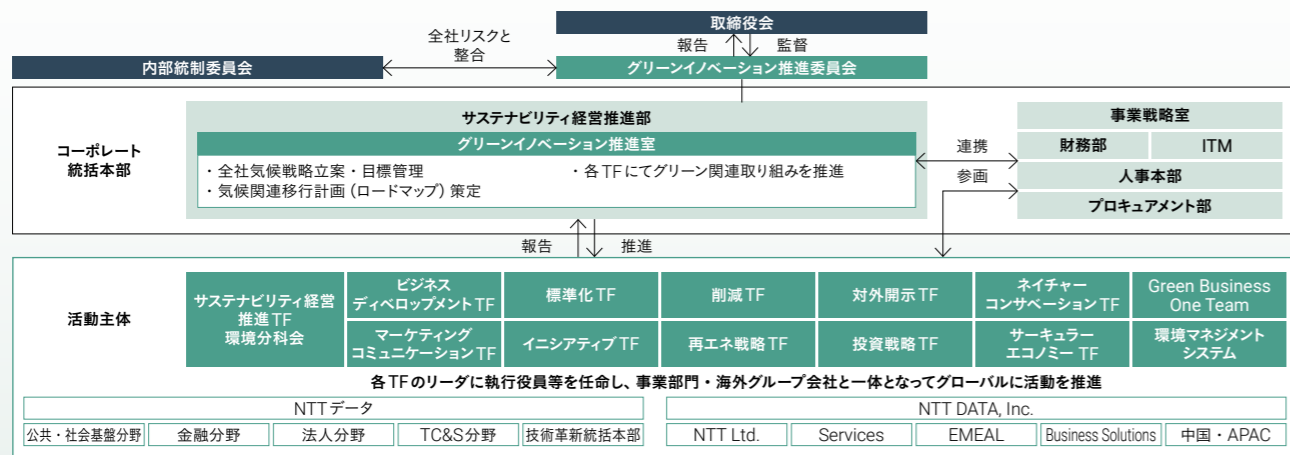 取締役会
全社リスクと
整合
報告
監督
内部統制委員会
グリーンイノベーション推進委員会
コーポレート
統括本部
サステナビリティ経営推進部
グリーンイノベーション推進室
・全社気候戦略立案・目標管理
・気候関連移行計画（ロードマップ）策定
・各TFにてグリーン関連取り組みを推進
連携
参画
事業戦略室
財務部
ITM
人事本部
プロキュアメント部
報告
推進
活動主体
サステナビリティ経営
推進TF
環境分科会
ビジネス
ディベロップメントTF
標準化TF
削減TF
対外開示TF
ネイチャー
コンサベーションTF
Green Business
One Team
マーケティング
コミュニケーションTF
イニシアティブTF
再エネ戦略TF
投資戦略TF
サーキュラー
エコノミーTF
環境マネジメント
システム
各TFのリーダに執行役員等を任命し、事業部門・海外グループ会社と一体となってグローバルに活動を推進
NTTデータ
公共・社会基盤分野
金融分野
法人分野
TC&S分野
技術革新統括本部
NTT DATA, Inc.
NTT Ltd.
Services
EMEAL
Business Solutions
中国・APAC